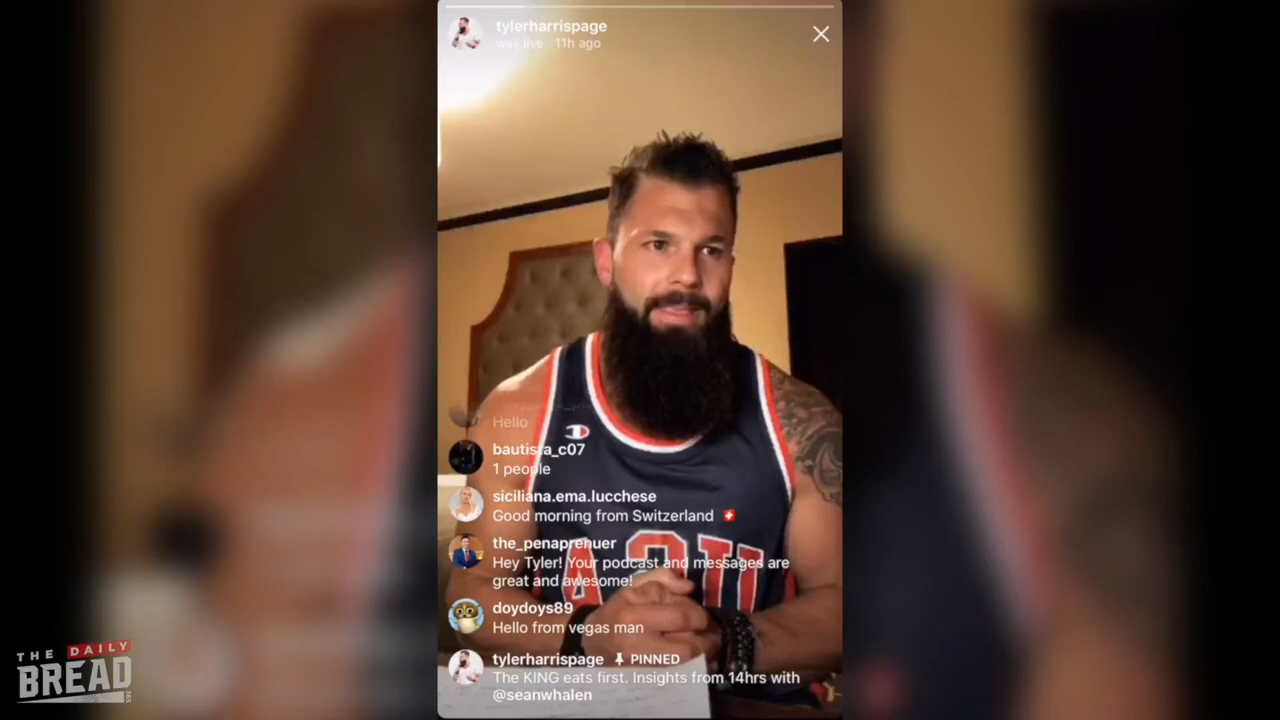 tylerharrispage
was live 11h ago
Hello
bautista_c07
1 people
siciliana.ema.lucchese
Good morning from Switzerland
the_penaprenuer
Hey Tyler! Your podcast and messages are
great and awesome!
doydoys89
Hello from vegas man
tylerharrispage PINNED
The KING eats first. Insights from 14hrs with
@seanwhalen
THE DAILY
BREAD
365